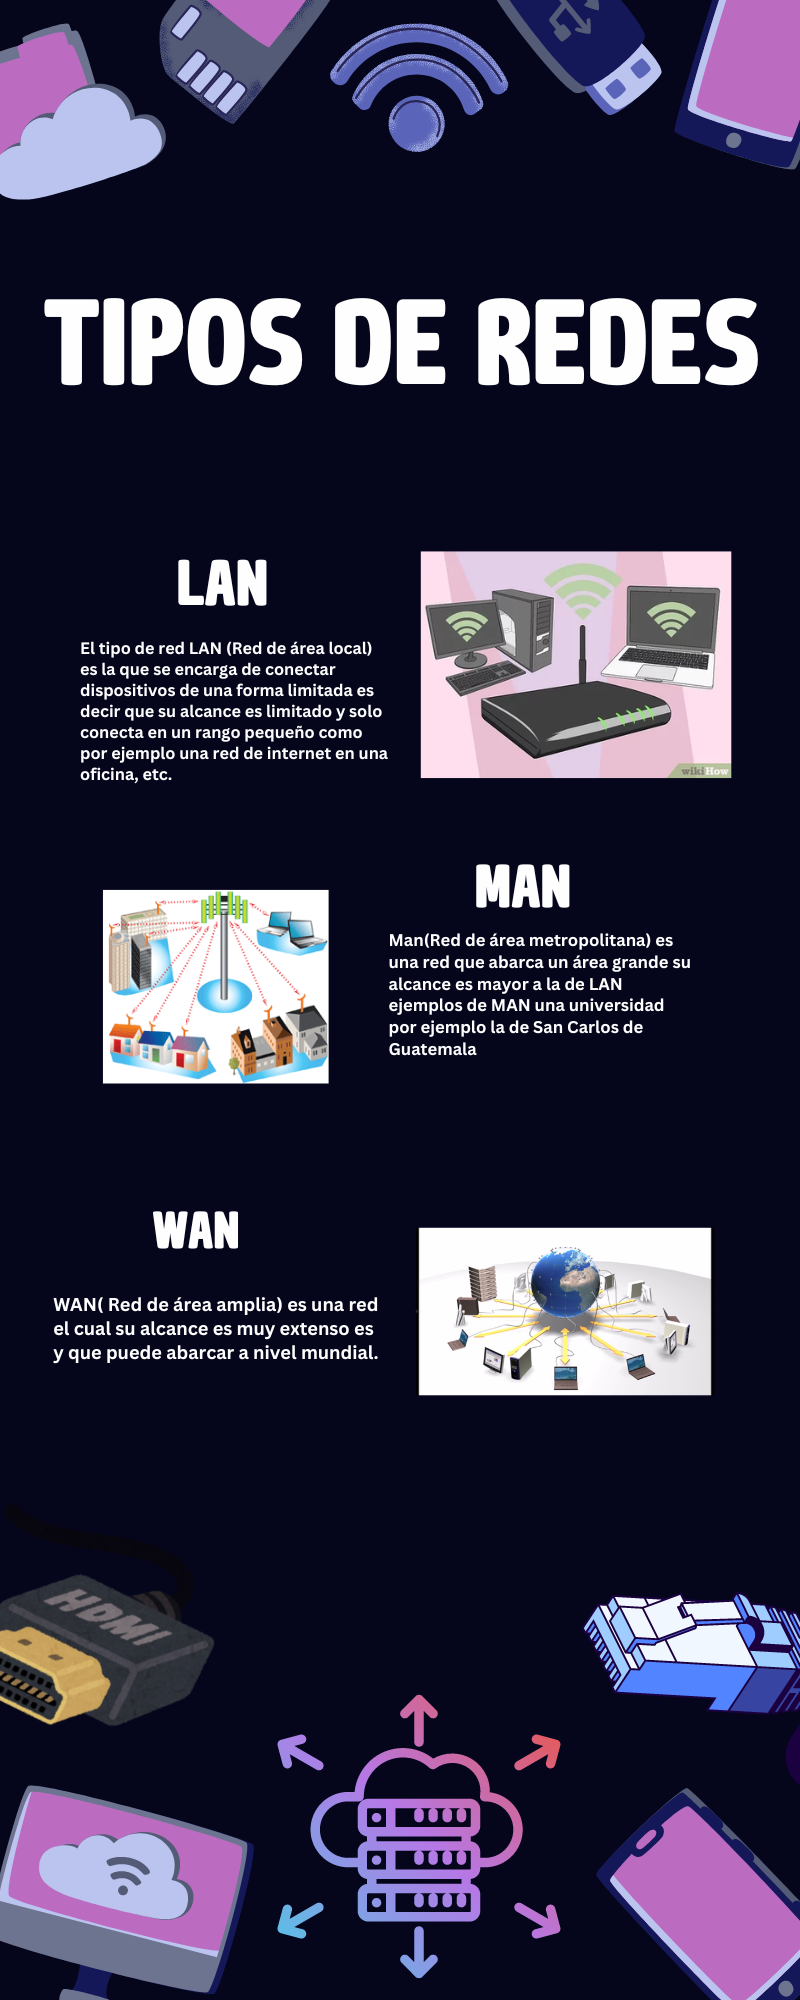 TIPOS DE REDES
LAN
El tipo de red LAN (Red de área local)
es la que se encarga de conectar
dispositivos de una forma limitada es
decir que su alcance es limitado y solo
conecta en un rango pequeño como
por ejemplo una red de internet en una
oficina, etc.
wikiHow
MAN
Man(Red de área metropolitana) es
una red que abarca un área grande su
alcance es mayor a la de LAN
ejemplos de MAN una universidad
por ejemplo la de San Carlos de
Guatemala
WAN
WAN( Red de área amplia) es una red
el cual su alcance es muy extenso es
y que puede abarcar a nivel mundial.
HDMI